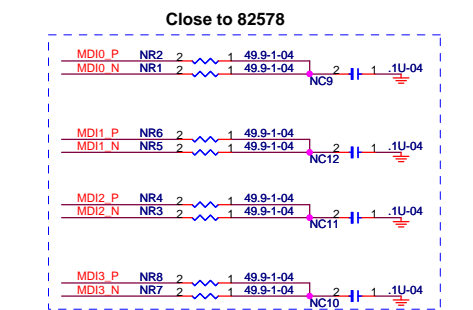 Close to 82578
MDI0_P NR2 2 1 49.9-1-04
MDI0_N NR1 2 1 49.9-1-04
NC9 2 1 .1U-04
MDI1_P NR6 2 1 49.9-1-04
MDI1_N NR5 2 1 49.9-1-04
NC12 2 1 .1U-04
MDI2_P NR4 2 1 49.9-1-04
MDI2_N NR3 2 1 49.9-1-04
NC11 2 1 .1U-04
MDI3_P NR8 2 1 49.9-1-04
MDI3_N NR7 2 1 49.9-1-04
NC10 2 1 .1U-04